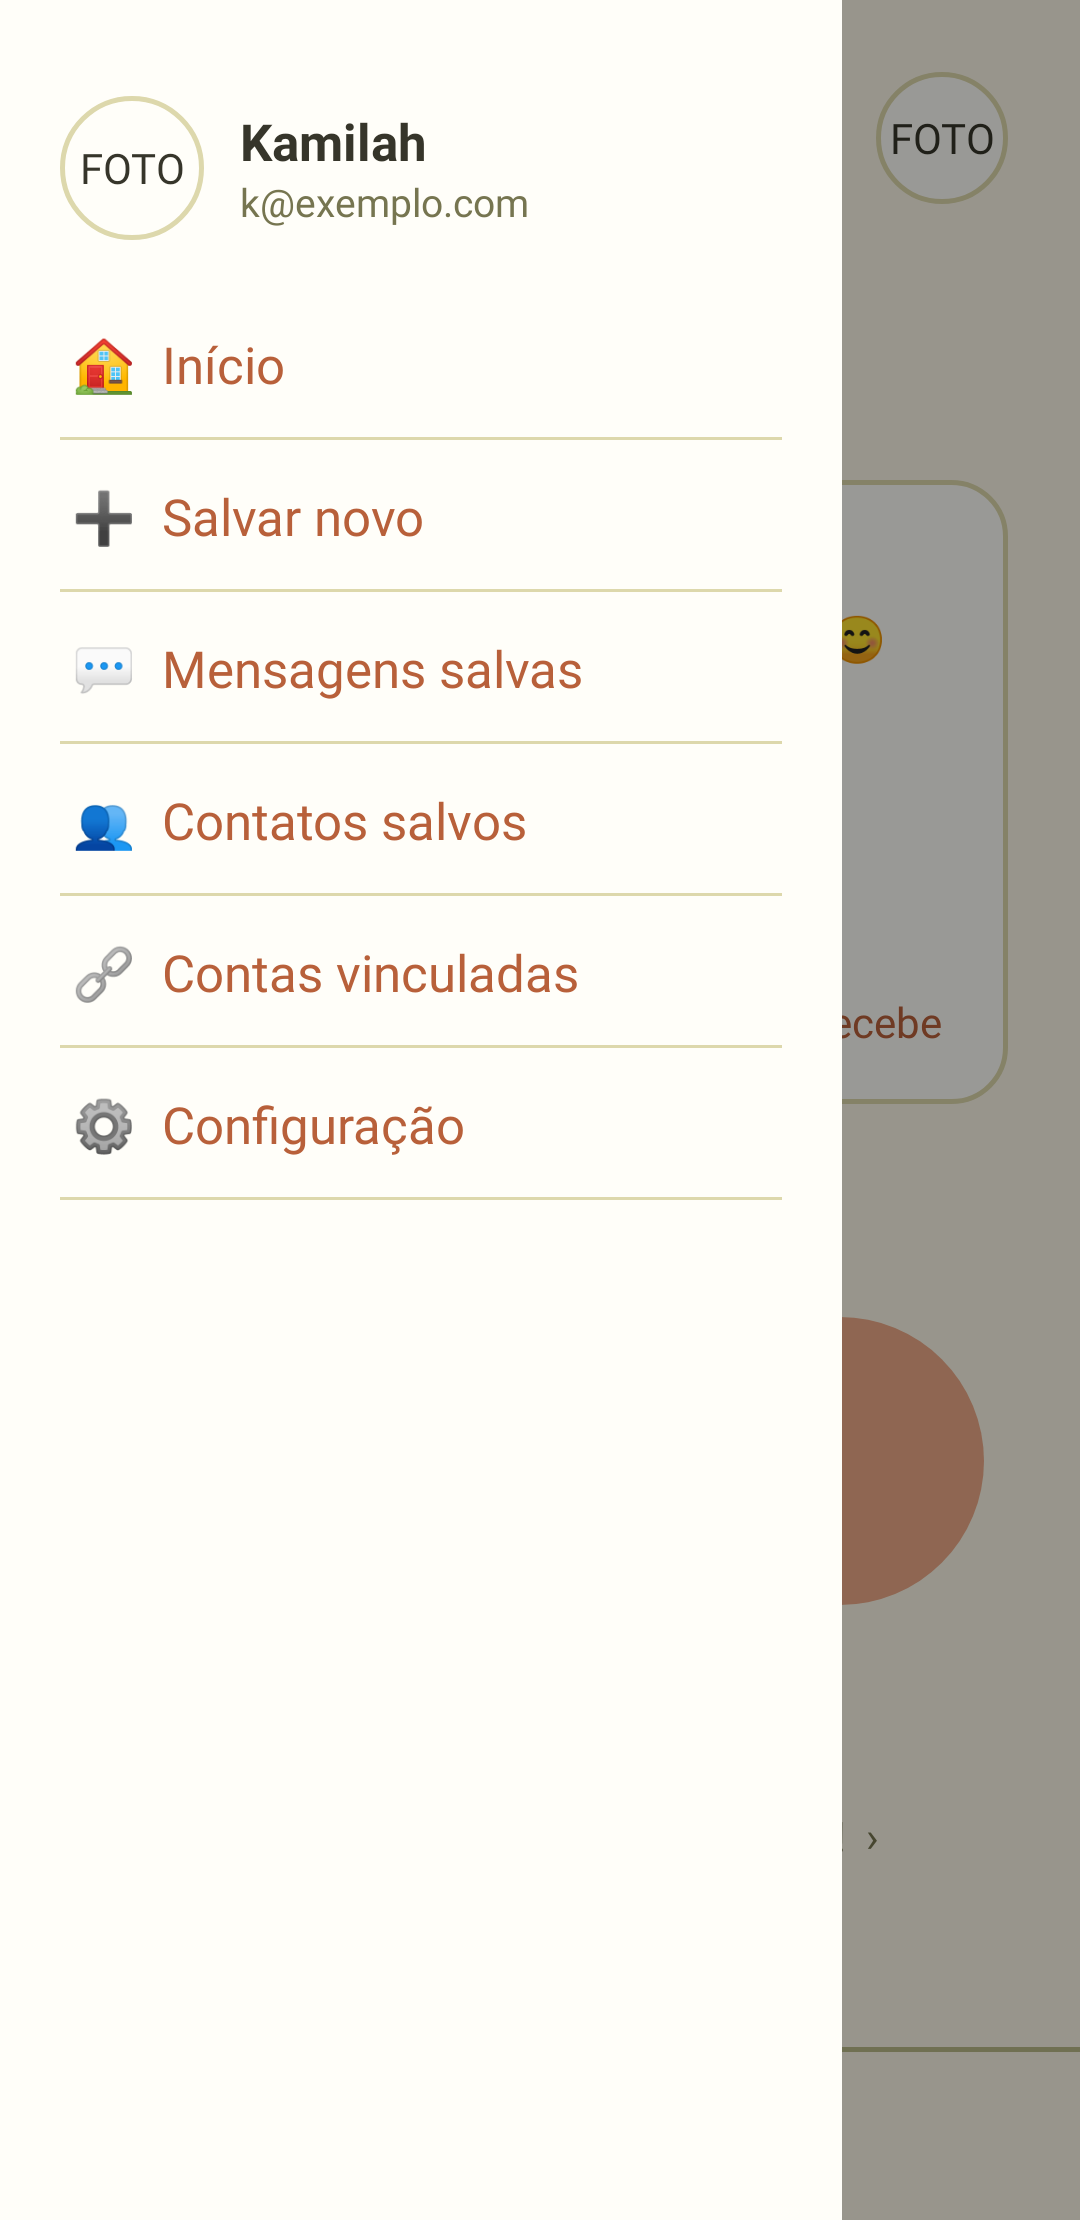 FOTO
Kamilah
k@exemplo.com
FOTO
Início
Salvar novo
Mensagens salvas
Contatos salvos
Contas vinculadas
ecebe
Configuração
›